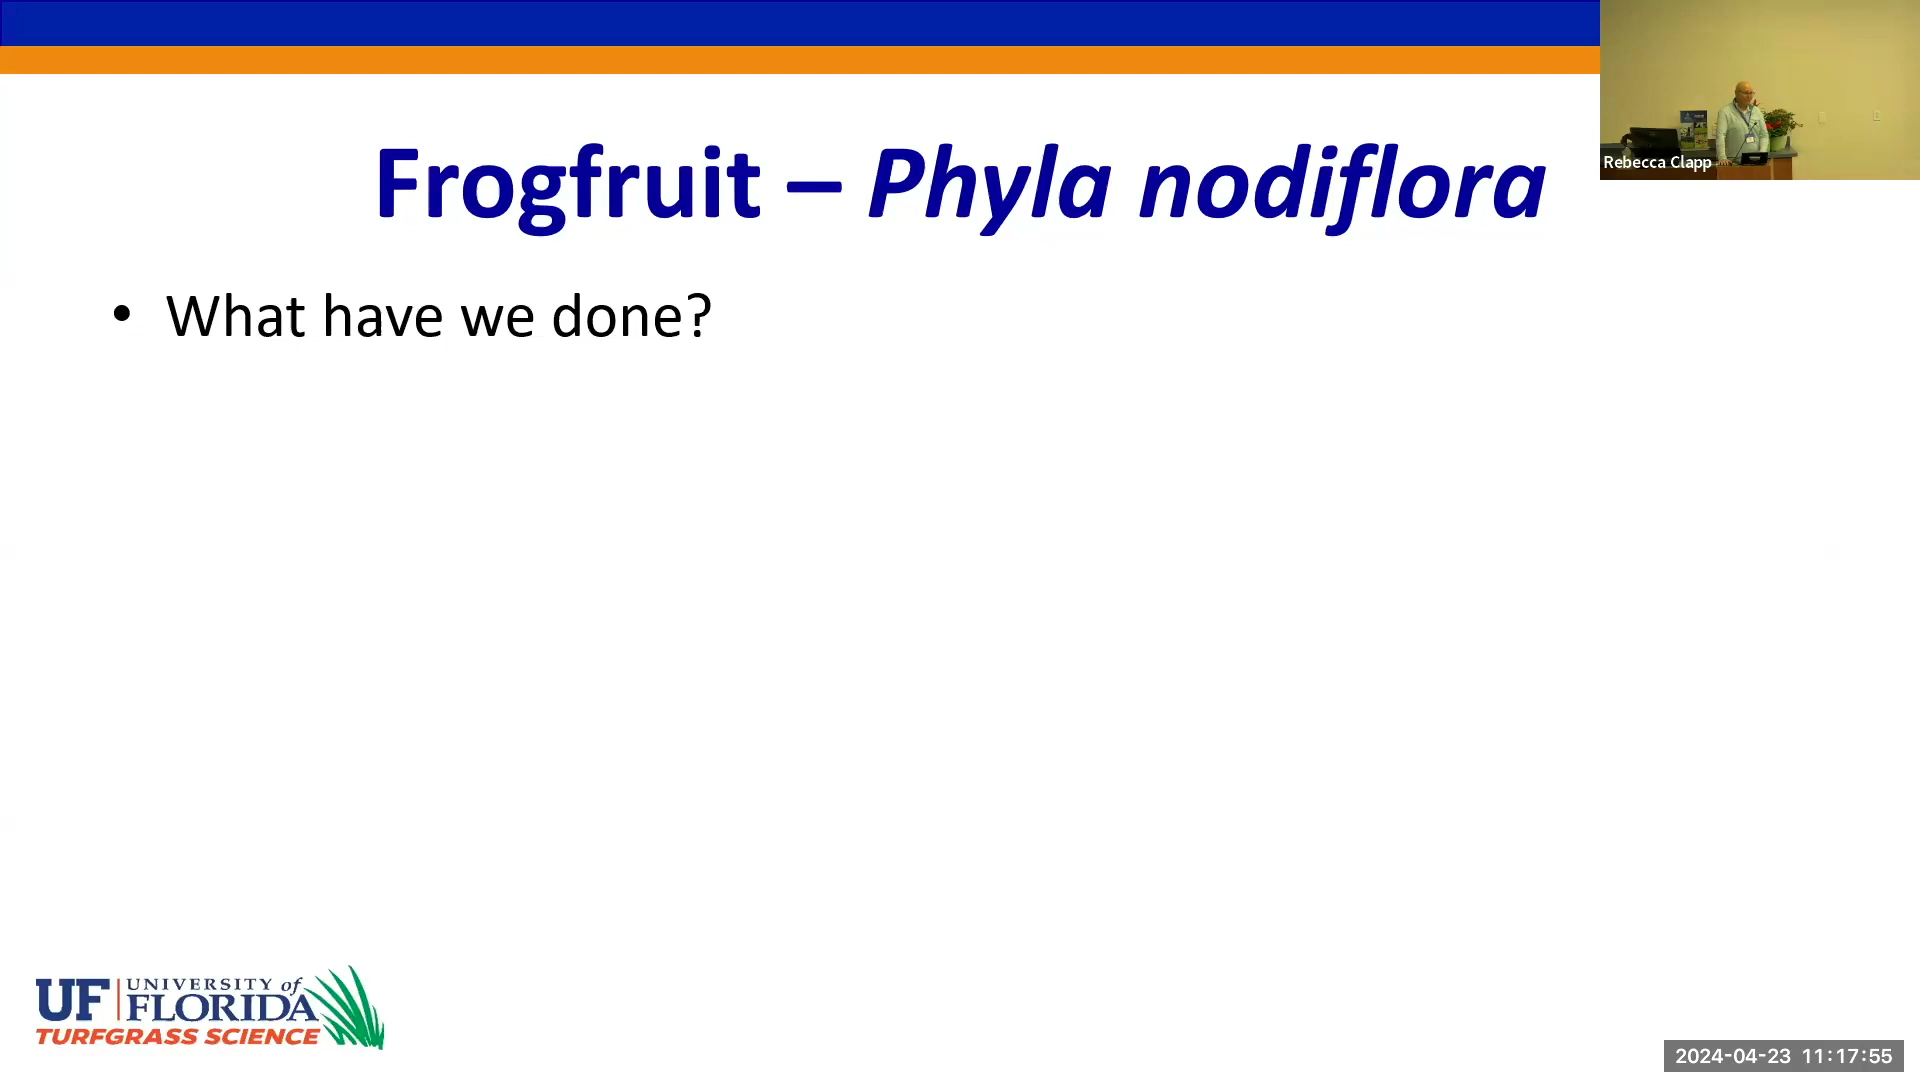 Frogfruit – Phyla nodiflora
Rebecca Clapp
• What have we done?
UF UNIVERSITY of
FLORIDA
TURFGRASS SCIENCE
2024-04-23 11:17:55